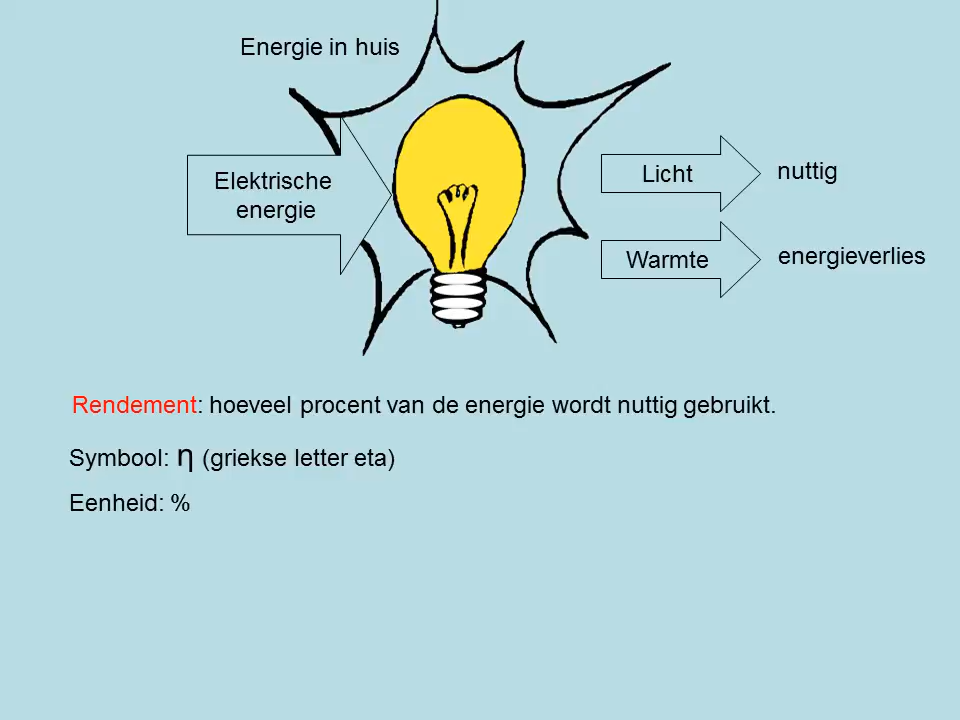 Energie in huis
Elektrische
energie
Licht
nuttig
Warmte
energieverlies
Rendement: hoeveel procent van de energie wordt nuttig gebruikt.
Symbool: η (griekse letter eta)
Eenheid: %